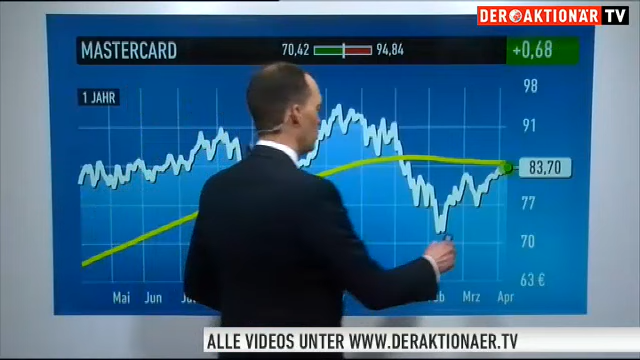 DER AKTIONÄR TV
MASTERCARD 70,42 94,84 +0,68
1 JAHR
98
91
83,70
77
70
63 €
Mai Jun Mrz Apr
ALLE VIDEOS UNTER WWW.DERAKTIONAER.TV